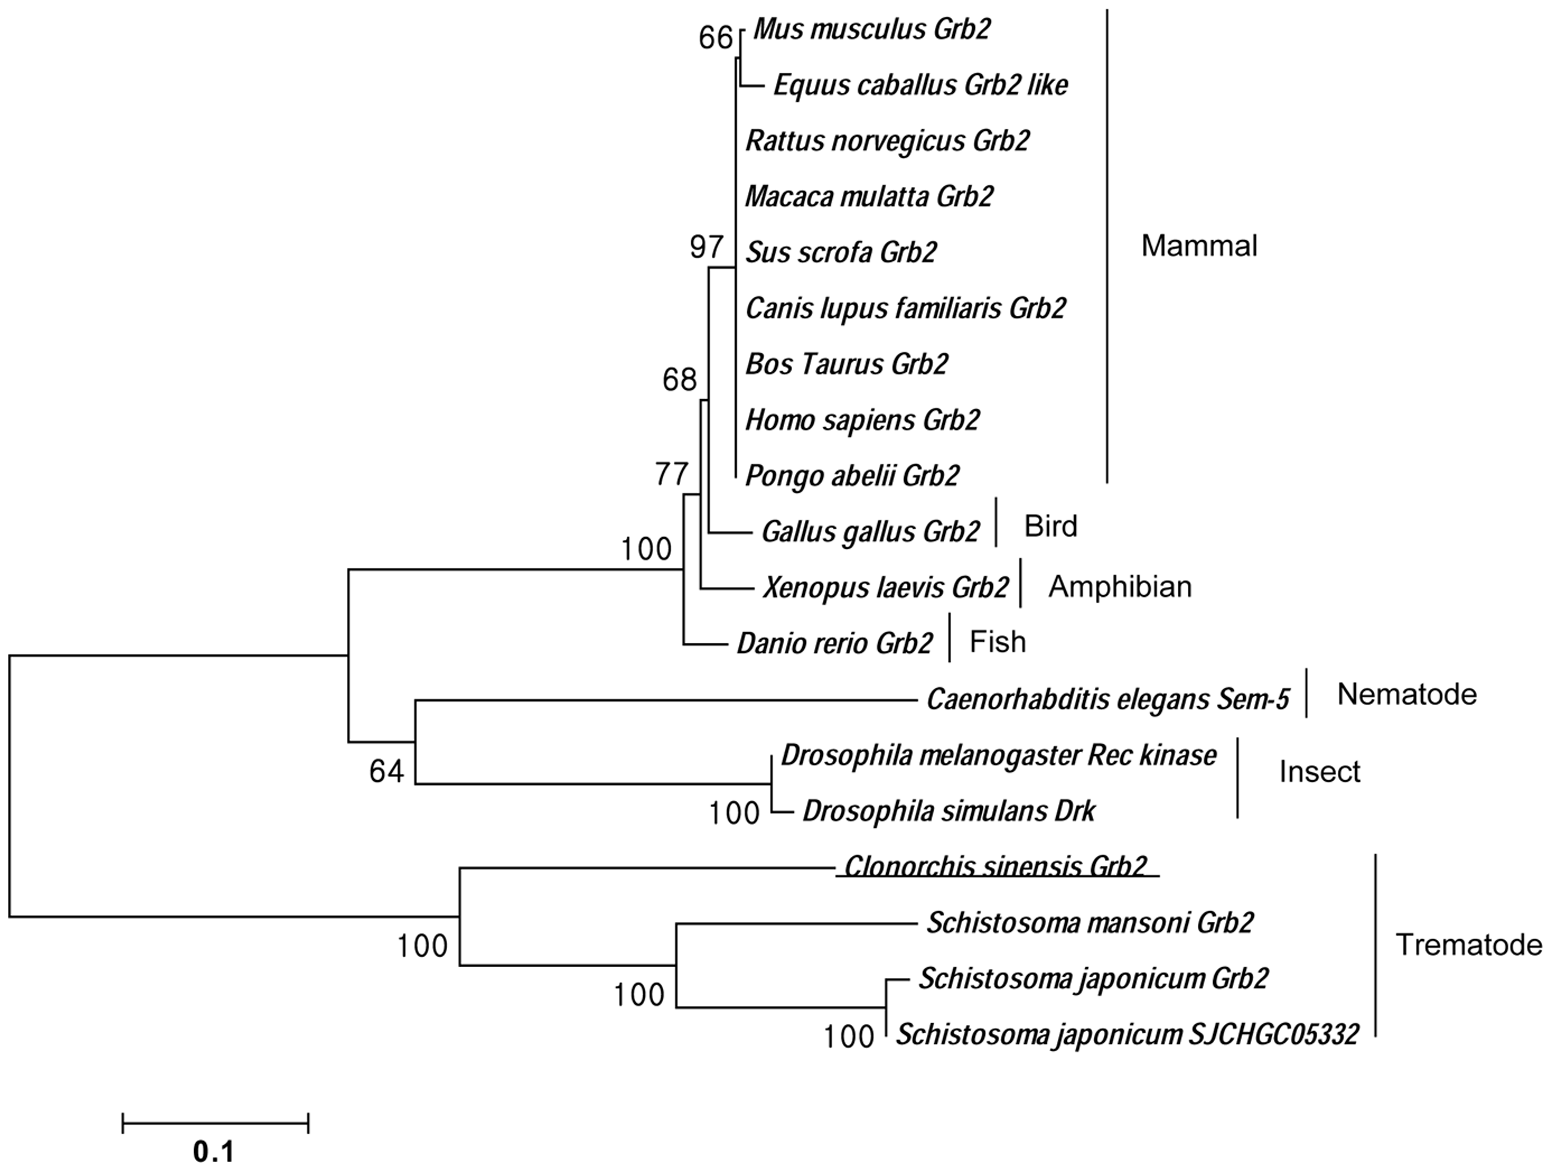 66
Mus musculus Grb2
Equus caballus Grb2 like
Rattus norvegicus Grb2
Macaca mulatta Grb2
97
Sus scrofa Grb2
Mammal
Canis lupus familiaris Grb2
Bos Taurus Grb2
68
Homo sapiens Grb2
77
Pongo abelii Grb2
Gallus gallus Grb2
Bird
100
Xenopus laevis Grb2
Amphibian
Danio rerio Grb2
Fish
Caenorhabditis elegans Sem-5
Nematode
64
Drosophila melanogaster Rec kinase
Insect
100
Drosophila simulans Drk
Clonorchis sinensis Grb2
Schistosoma mansoni Grb2
100
Trematode
Schistosoma japonicum Grb2
100
100
Schistosoma japonicum SJCHGC05332
0.1